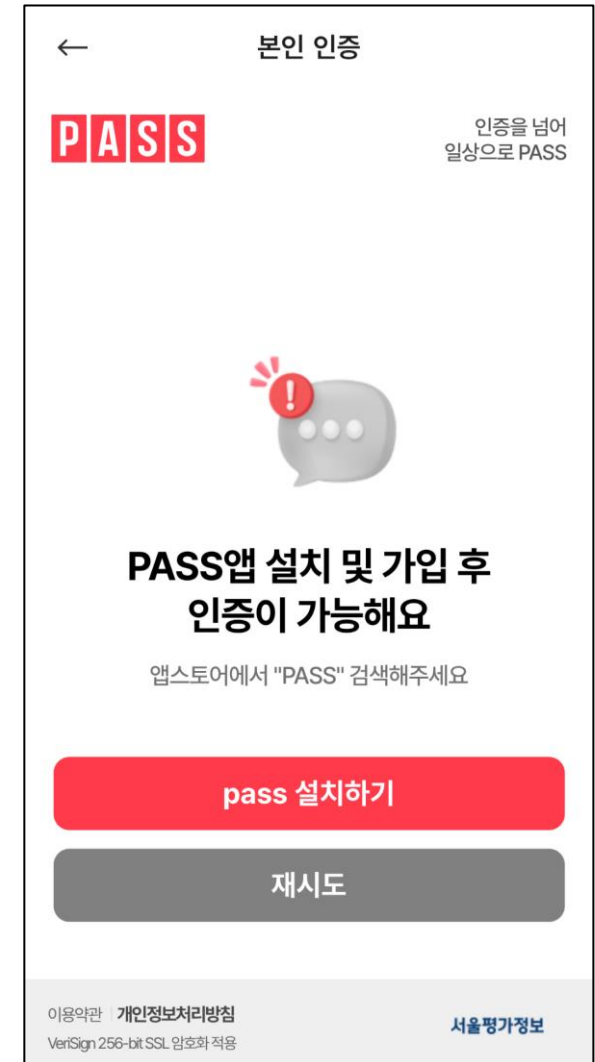 본인 인증
PASS
인증을 넘어
일상으로 PASS
PASS앱 설치 및 가입 후
인증이 가능해요
앱스토어에서 "PASS" 검색해주세요
pass 설치하기
재시도
이용약관 개인정보처리방침
VeriSign 256-bit SSL 암호화 적용
서울평가정보